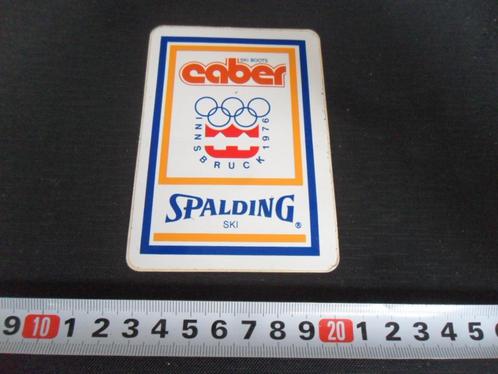 SKI BOOTS
caber
INNSBRUCK 1976
SPALDING ®
SKI
9 10 1 2 3 4 5 6 7 8 9 20 1 2 3 4 5